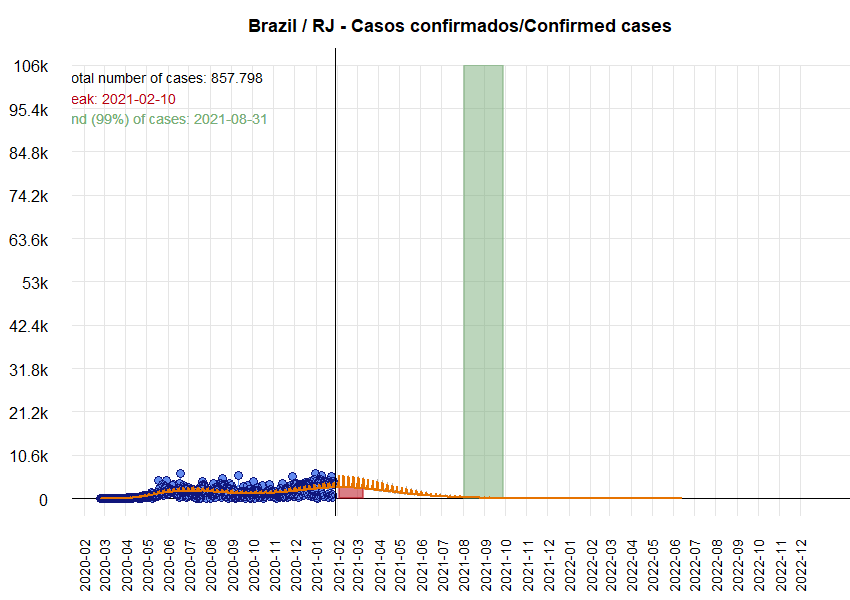 Brazil / RJ - Casos confirmados/Confirmed cases
otal number of cases: 857.798
eak: 2021-02-10
nd (99%) of cases: 2021-08-31
106k
95.4k
84.8k
74.2k
63.6k
53k
42.4k
31.8k
21.2k
10.6k
0
2020-02
2020-03
2020-04
2020-05
2020-06
2020-07
2020-08
2020-09
2020-10
2020-11
2020-12
2021-01
2021-02
2021-03
2021-04
2021-05
2021-06
2021-07
2021-08
2021-09
2021-10
2021-11
2021-12
2022-01
2022-02
2022-03
2022-04
2022-05
2022-06
2022-07
2022-08
2022-09
2022-10
2022-11
2022-12